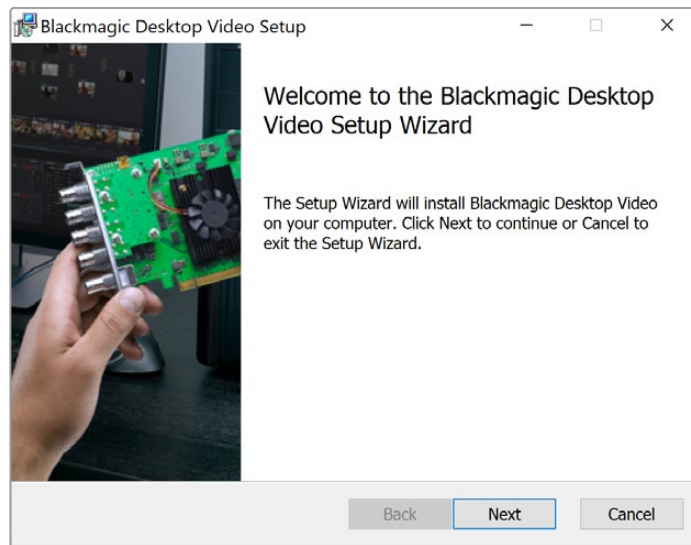 Blackmagic Desktop Video Setup
Welcome to the Blackmagic Desktop
Video Setup Wizard
The Setup Wizard will install Blackmagic Desktop Video
on your computer. Click Next to continue or Cancel to
exit the Setup Wizard.
Back Next Cancel